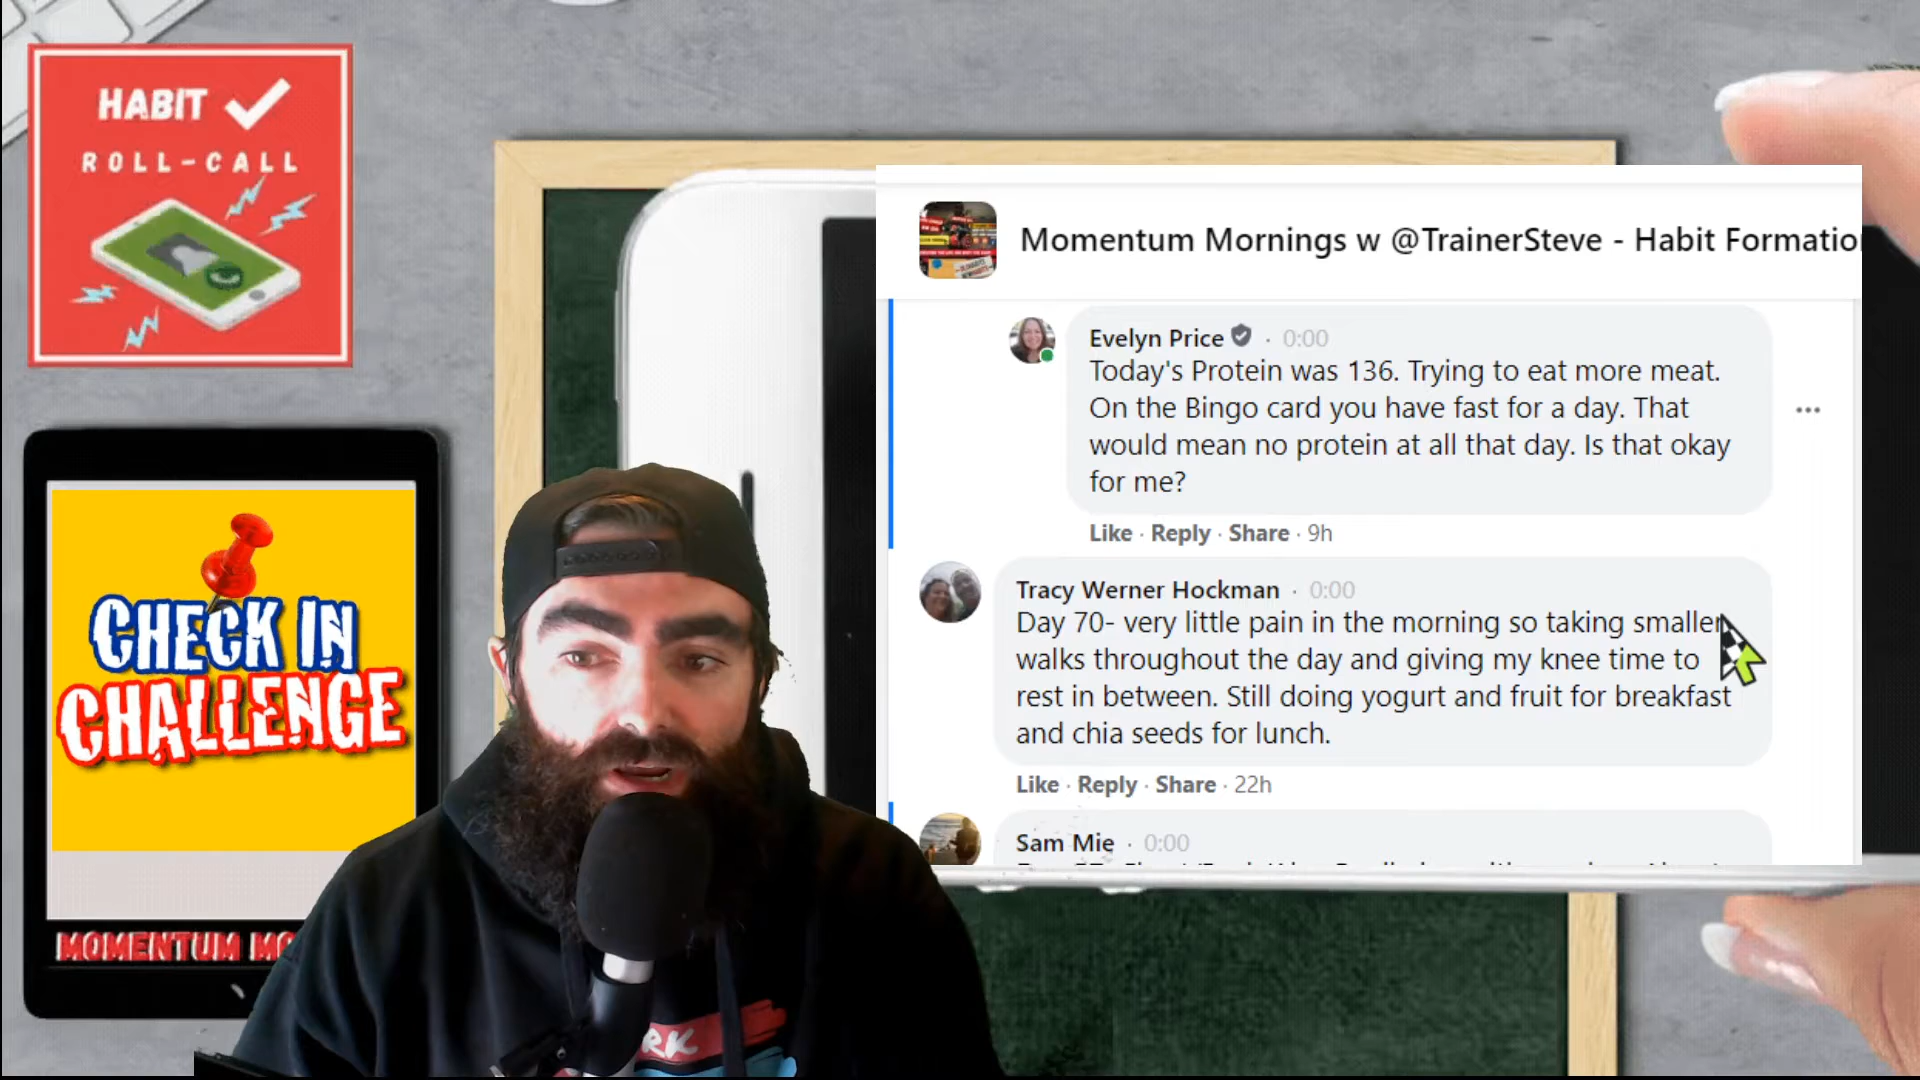 HABIT
ROLL-CALL
CHECK IN
CHALLENGE
MOMENTUM
Momentum Mornings w @TrainerSteve - Habit Formatio
Evelyn Price · 0:00
Today's Protein was 136. Trying to eat more meat.
On the Bingo card you have fast for a day. That
would mean no protein at all that day. Is that okay
for me?
Like · Reply · Share · 9h
Tracy Werner Hockman · 0:00
Day 70- very little pain in the morning so taking smaller
walks throughout the day and giving my knee time to
rest in between. Still doing yogurt and fruit for breakfast
and chia seeds for lunch.
Like · Reply · Share · 22h
Sam Mie · 0:00